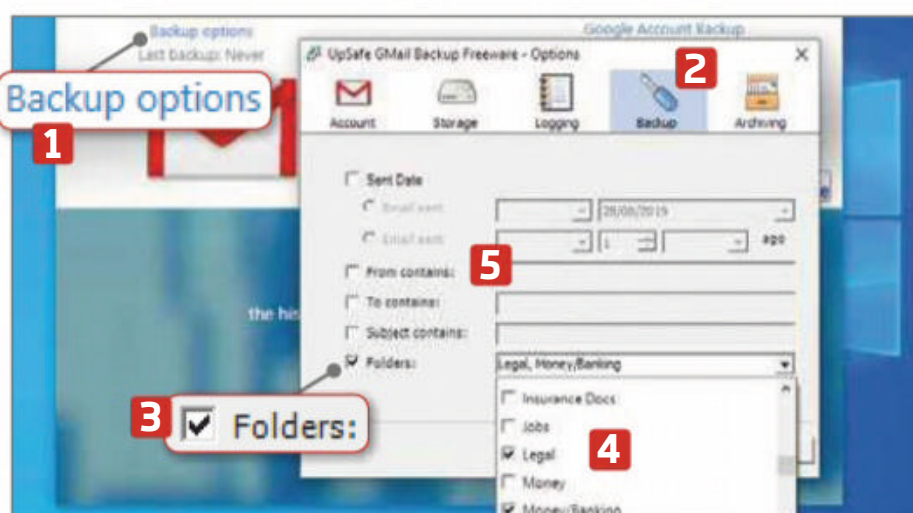 Backup options
Google Account Backup
Last backup: Never
UpSafe GMail Backup Freeware - Options
2
Backup options
1
Account
Storage
Logging
Backup
Archiving
Sent Date
Email sent
28/08/2019
Email sent
1
ago
5
From contains:
the his
To contains:
Subject contains:
Folders:
Legal, Money/Banking
3
Folders:
Insurance Docs
Jobs
Legal
4
Money
Money/Banking